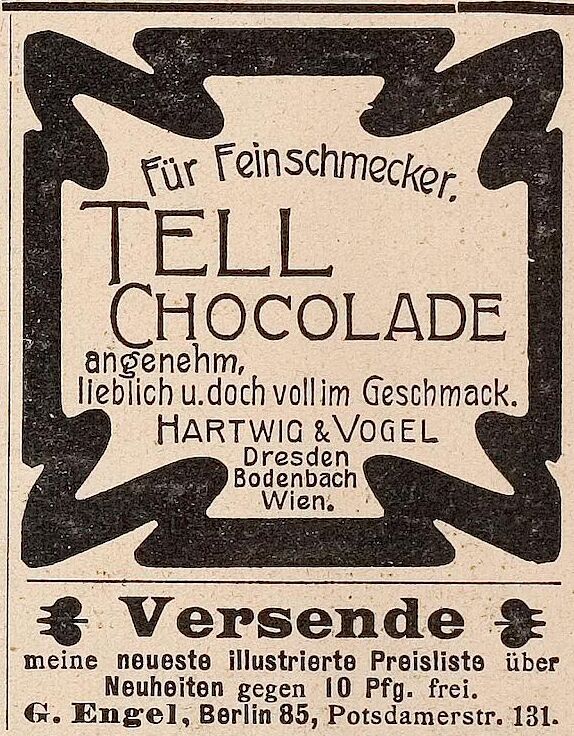 Für Feinschmecker.
TELL
CHOCOLADE
angenehm,
lieblich u. doch voll im Geschmack.
HARTWIG & VOGEL
Dresden
Bodenbach
Wien.
Versende
meine neueste illustrierte Preisliste über
Neuheiten gegen 10 Pfg. frei.
G. Engel, Berlin 85, Potsdamerstr. 131.